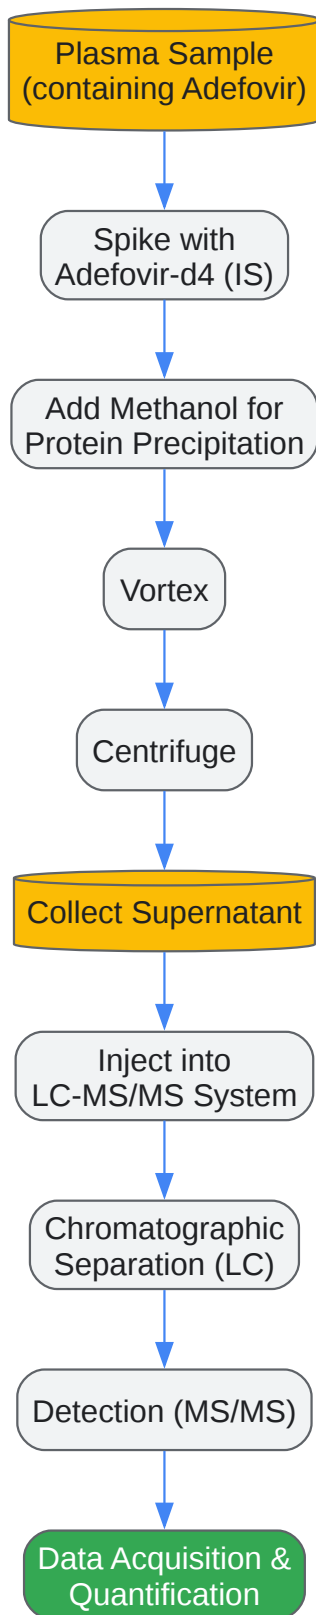 Plasma Sample
(containing Adefovir)
Spike with
Adefovir-d4 (IS)
Add Methanol for
Protein Precipitation
Vortex
Centrifuge
Collect Supernatant
Inject into
LC-MS/MS System
Chromatographic
Separation (LC)
Detection (MS/MS)
Data Acquisition &
Quantification